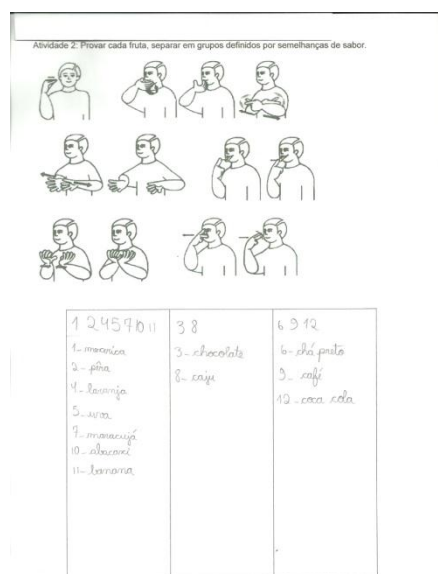 Atividade 2: Provar cada fruta, separar em grupos definidos por semelhanças de sabor.
1 2 4 5 7 10 11
1- mocerica
2- pêra
4- laranja
5- uva
7- maracujá
10- abacaxi
11- banana
3 8
3- chocolate
8- caju
6 9 12
6- chá preto
9- café
12- coca cola